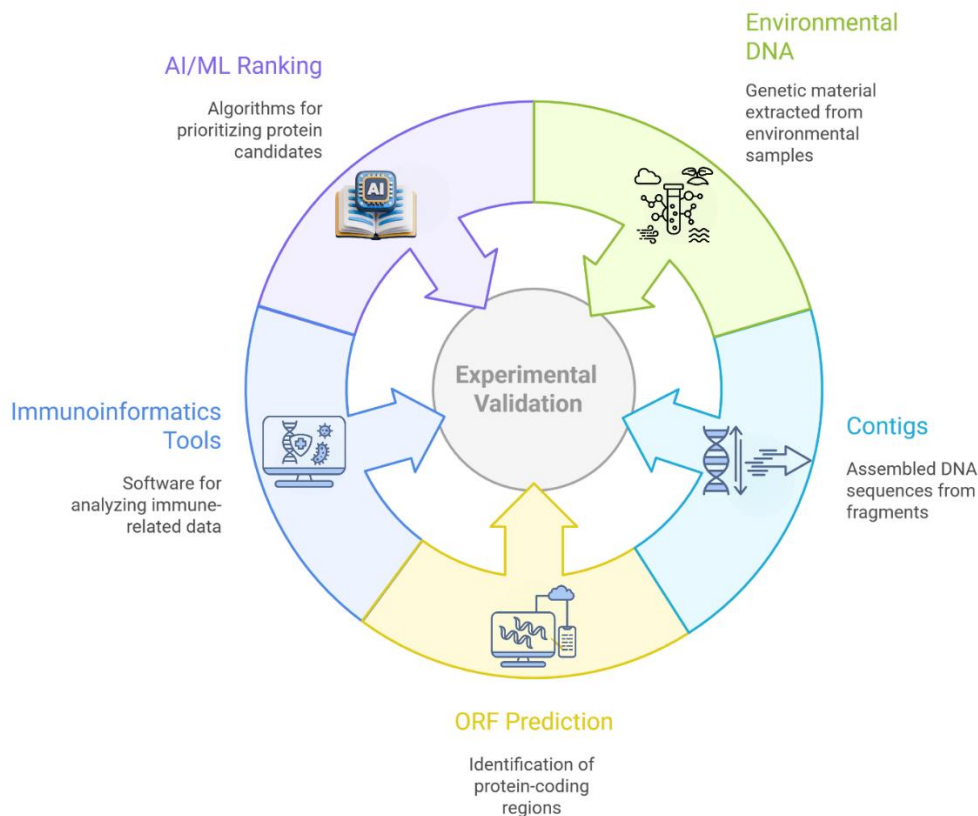 Environmental
DNA
Genetic material
extracted from
environmental
samples
AI/ML Ranking
Algorithms for
prioritizing protein
candidates
AI
Experimental
Validation
Immunoinformatics
Tools
Software for
analyzing immune-
related data
Contigs
Assembled DNA
sequences from
fragments
ORF Prediction
Identification of
protein-coding
regions